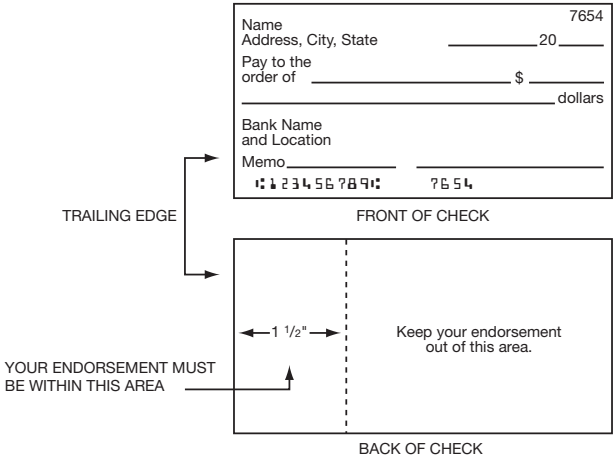 7654
Name
Address, City, State 20
Pay to the
order of $
dollars
Bank Name
and Location
Memo
⑆123456789⑆ 7654
TRAILING EDGE
FRONT OF CHECK
1 1/2"
Keep your endorsement
out of this area.
YOUR ENDORSEMENT MUST
BE WITHIN THIS AREA
BACK OF CHECK